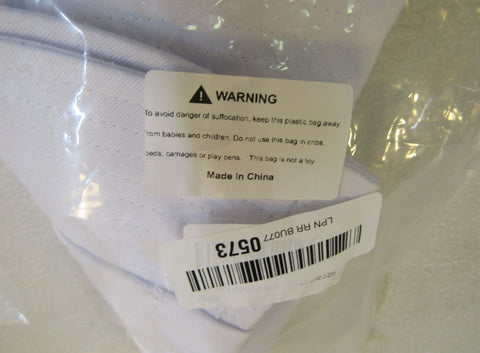 WARNING
To avoid danger of suffocation, keep this plastic bag away
from babies and children. Do not use this bag in cribs,
beds, carriages or play pens. This bag is not a toy.
Made in China
LPN RR BU077 0573
New